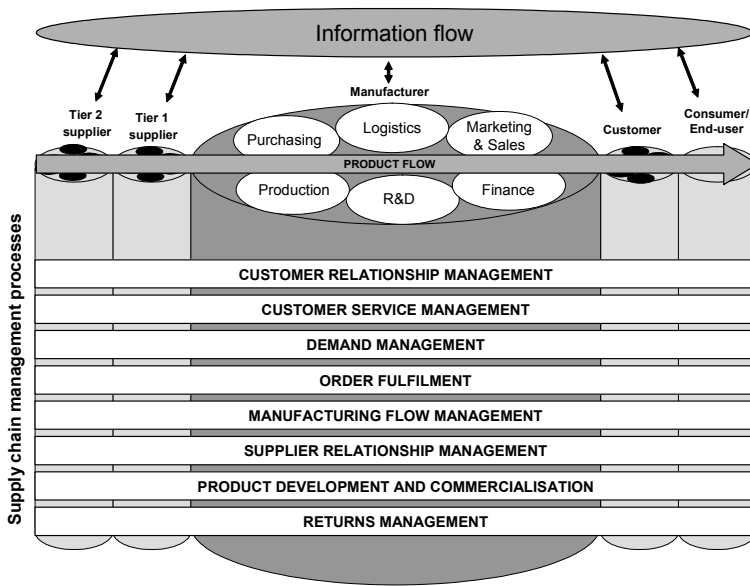 Information flow
Manufacturer
Tier 2
supplier
Tier 1
supplier
Customer
Consumer/
End-user
Purchasing
Logistics
Marketing
& Sales
PRODUCT FLOW
Production
R&D
Finance
Supply chain management processes
CUSTOMER RELATIONSHIP MANAGEMENT
CUSTOMER SERVICE MANAGEMENT
DEMAND MANAGEMENT
ORDER FULFILMENT
MANUFACTURING FLOW MANAGEMENT
SUPPLIER RELATIONSHIP MANAGEMENT
PRODUCT DEVELOPMENT AND COMMERCIALISATION
RETURNS MANAGEMENT